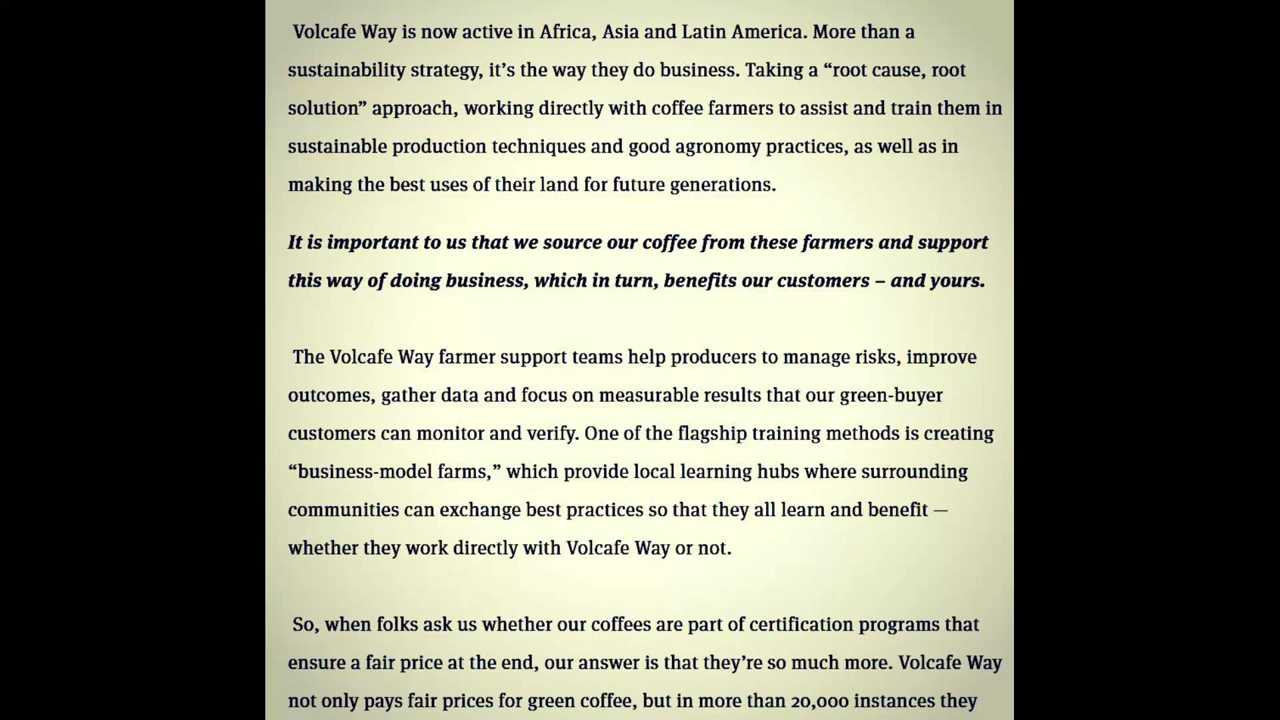 Volcafe Way is now active in Africa, Asia and Latin America. More than a
sustainability strategy, it’s the way they do business. Taking a “root cause, root
solution” approach, working directly with coffee farmers to assist and train them in
sustainable production techniques and good agronomy practices, as well as in
making the best uses of their land for future generations.
It is important to us that we source our coffee from these farmers and support
this way of doing business, which in turn, benefits our customers – and yours.
The Volcafe Way farmer support teams help producers to manage risks, improve
outcomes, gather data and focus on measurable results that our green-buyer
customers can monitor and verify. One of the flagship training methods is creating
“business-model farms,” which provide local learning hubs where surrounding
communities can exchange best practices so that they all learn and benefit —
whether they work directly with Volcafe Way or not.
So, when folks ask us whether our coffees are part of certification programs that
ensure a fair price at the end, our answer is that they’re so much more. Volcafe Way
not only pays fair prices for green coffee, but in more than 20,000 instances they